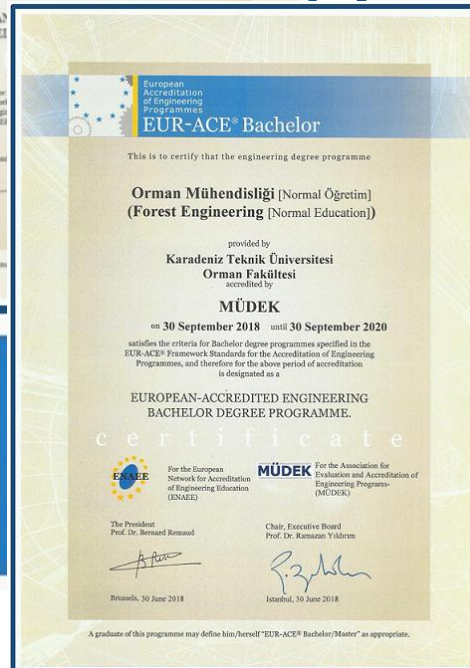 European
Accreditation
of Engineering
Programmes
EUR-ACE® Bachelor
This is to certify that the engineering degree programme
Orman Mühendisliği [Normal Öğretim]
(Forest Engineering [Normal Education])
provided by
Karadeniz Teknik Üniversitesi
Orman Fakültesi
accredited by
MÜDEK
on 30 September 2018 until 30 September 2020
satisfies the criteria for Bachelor degree programmes specified in the
EUR-ACE® Framework Standards for the Accreditation of Engineering
Programmes, and therefore for the above period of accreditation
is designated as a
EUROPEAN-ACCREDITED ENGINEERING
BACHELOR DEGREE PROGRAMME.
certificate
ENAEE
For the European
Network for Accreditation
of Engineering Education
(ENAEE)
MÜDEK
For the Association for
Evaluation and Accreditation of
Engineering Programs-
(MÜDEK)
The President
Prof. Dr. Bernard Remaud
Chair, Executive Board
Prof. Dr. Ramazan Yıldırım
Brussels, 30 June 2018
Istanbul, 30 June 2018
A graduate of this programme may define him/herself "EUR-ACE® Bachelor/Master" as appropriate.